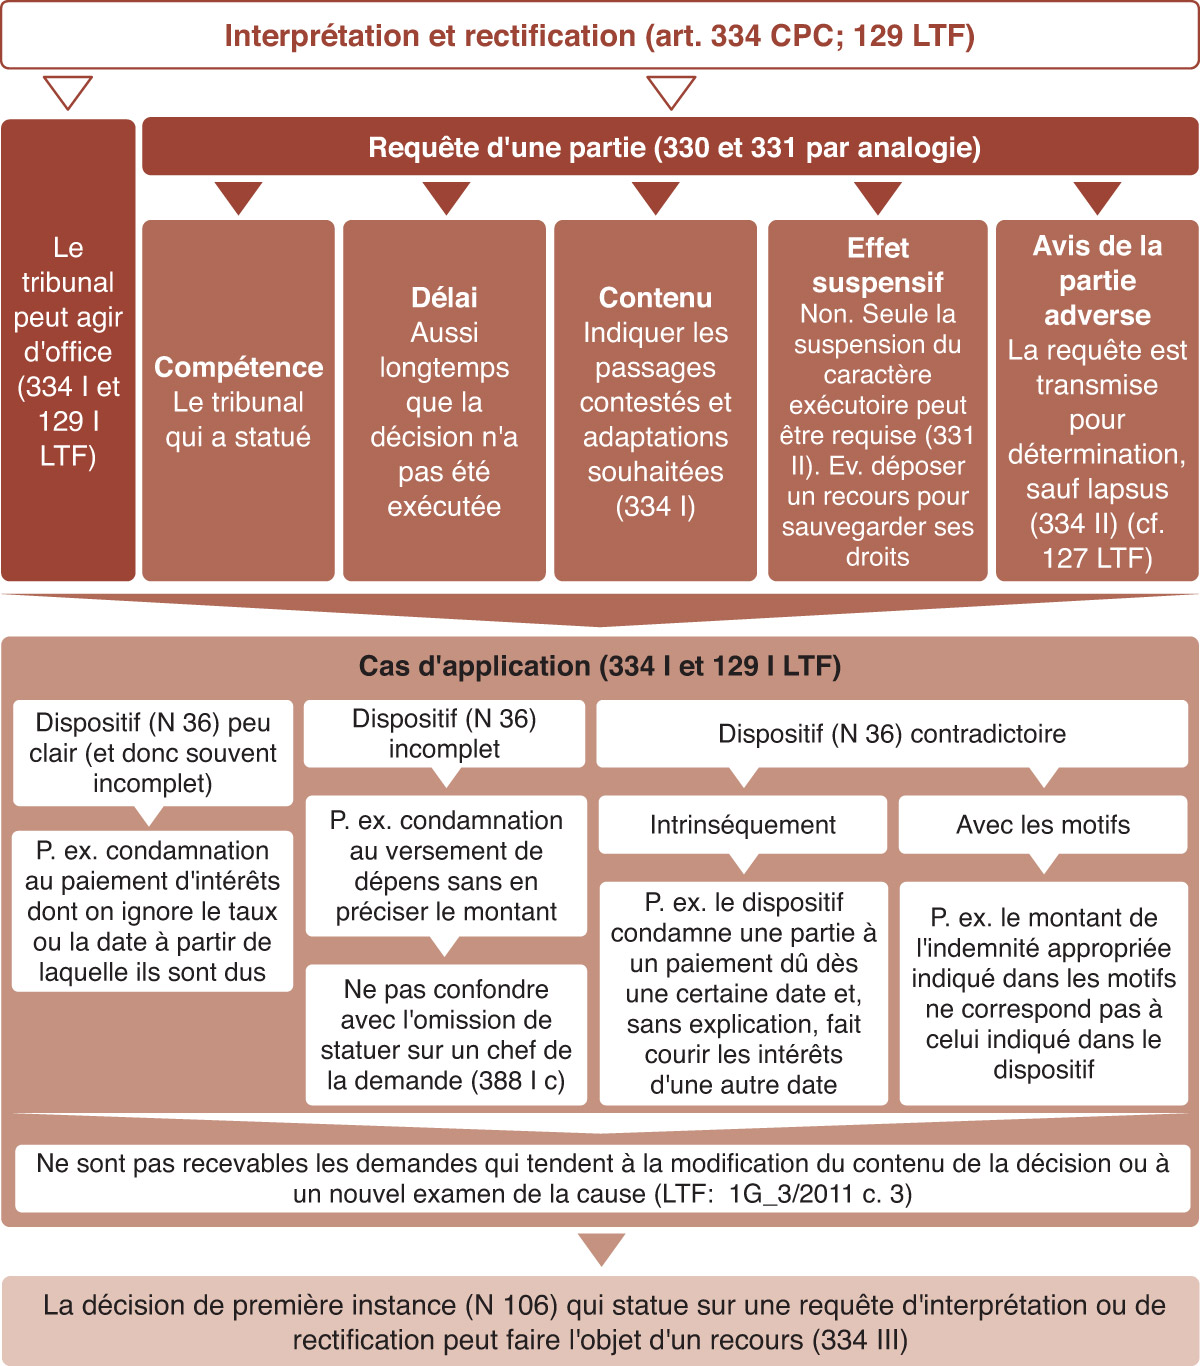 Interprétation et rectification (art. 334 CPC; 129 LTF)
Le
tribunal
peut agir
d'office
(334 I et
129 I
LTF)
Requête d'une partie (330 et 331 par analogie)
Compétence
Le tribunal
qui a statué
Délai
Aussi
longtemps
que la
décision n'a
pas été
exécutée
Contenu
Indiquer les
passages
contestés et
adaptations
souhaitées
(334 I)
Effet
suspensif
Non. Seule la
suspension du
caractère
exécutoire peut
être requise (331
II). Ev. déposer
un recours pour
sauvegarder ses
droits
Avis de la
partie
adverse
La requête est
transmise
pour
détermination,
sauf lapsus
(334 II) (cf.
127 LTF)
Cas d'application (334 I et 129 I LTF)
Dispositif (N 36) peu
clair (et donc souvent
incomplet)
P. ex. condamnation
au paiement d'intérêts
dont on ignore le taux
ou la date à partir de
laquelle ils sont dus
Dispositif (N 36)
incomplet
P. ex. condamnation
au versement de
dépens sans en
préciser le montant
Ne pas confondre
avec l'omission de
statuer sur un chef de
la demande (388 I c)
Dispositif (N 36) contradictoire
Intrinséquement
P. ex. le dispositif
condamne une partie à
un paiement dû dès
une certaine date et,
sans explication, fait
courir les intérêts
d'une autre date
Avec les motifs
P. ex. le montant de
l'indemnité appropriée
indiqué dans les motifs
ne correspond pas à
celui indiqué dans le
dispositif
Ne sont pas recevables les demandes qui tendent à la modification du contenu de la décision ou à
un nouvel examen de la cause (LTF: 1G_3/2011 c. 3)
La décision de première instance (N 106) qui statue sur une requête d'interprétation ou de
rectification peut faire l'objet d'un recours (334 III)